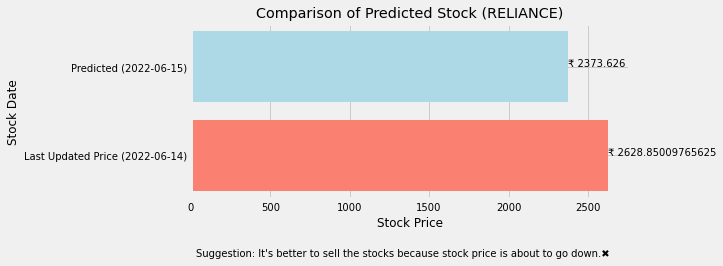 Comparison of Predicted Stock (RELIANCE)
Predicted (2022-06-15)
₹ 2373.626
Stock Date
Last Updated Price (2022-06-14)
₹ 2628.85009765625
0 500 1000 1500 2000 2500
Stock Price
Suggestion: It's better to sell the stocks because stock price is about to go down.✖